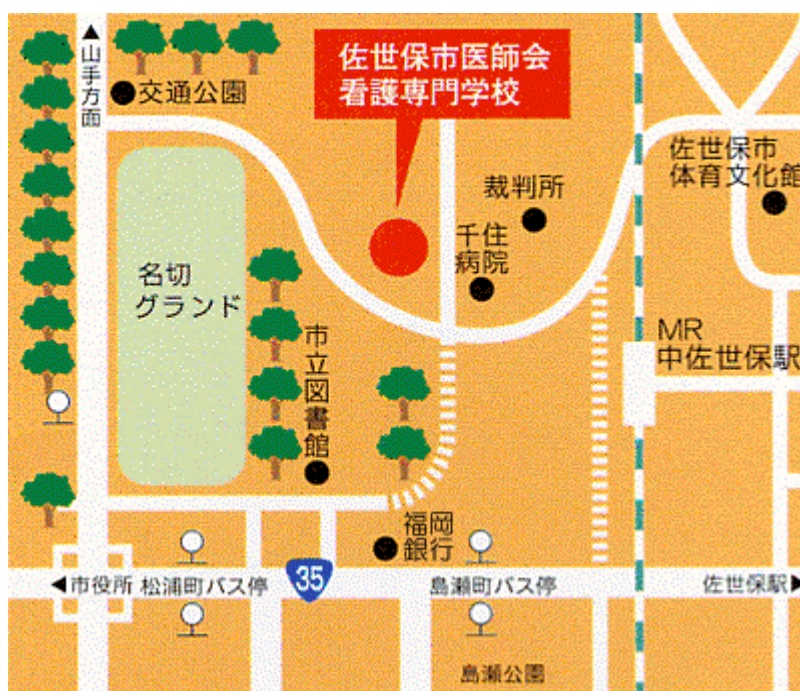 ▲山手方面
交通公園
佐世保市医師会
看護専門学校
佐世保市
体育文化館
裁判所
千住
病院
名切
グランド
市立図書館
MR
中佐世保駅
福岡
銀行
◀市役所
松浦町バス停
35
島瀬町バス停
佐世保駅▶
島瀬公園